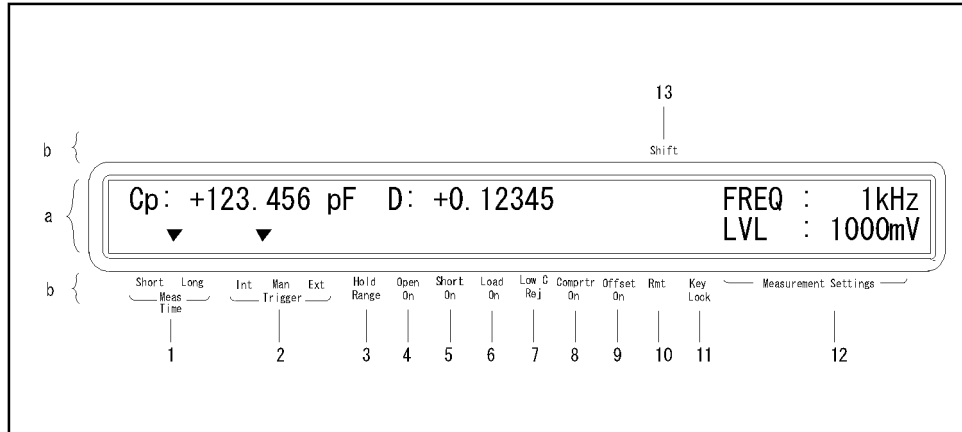 13
b
Shift
a
Cp: +123.456 pF D: +0.12345 FREQ : 1kHz
LVL : 1000mV
b
Short Long Int Man Ext Hold Open Short Load Low C Comprtr Offset Rmt Key Measurement Settings
Meas Trigger Range On On On Rej On On Lock
Time
1 2 3 4 5 6 7 8 9 10 11 12